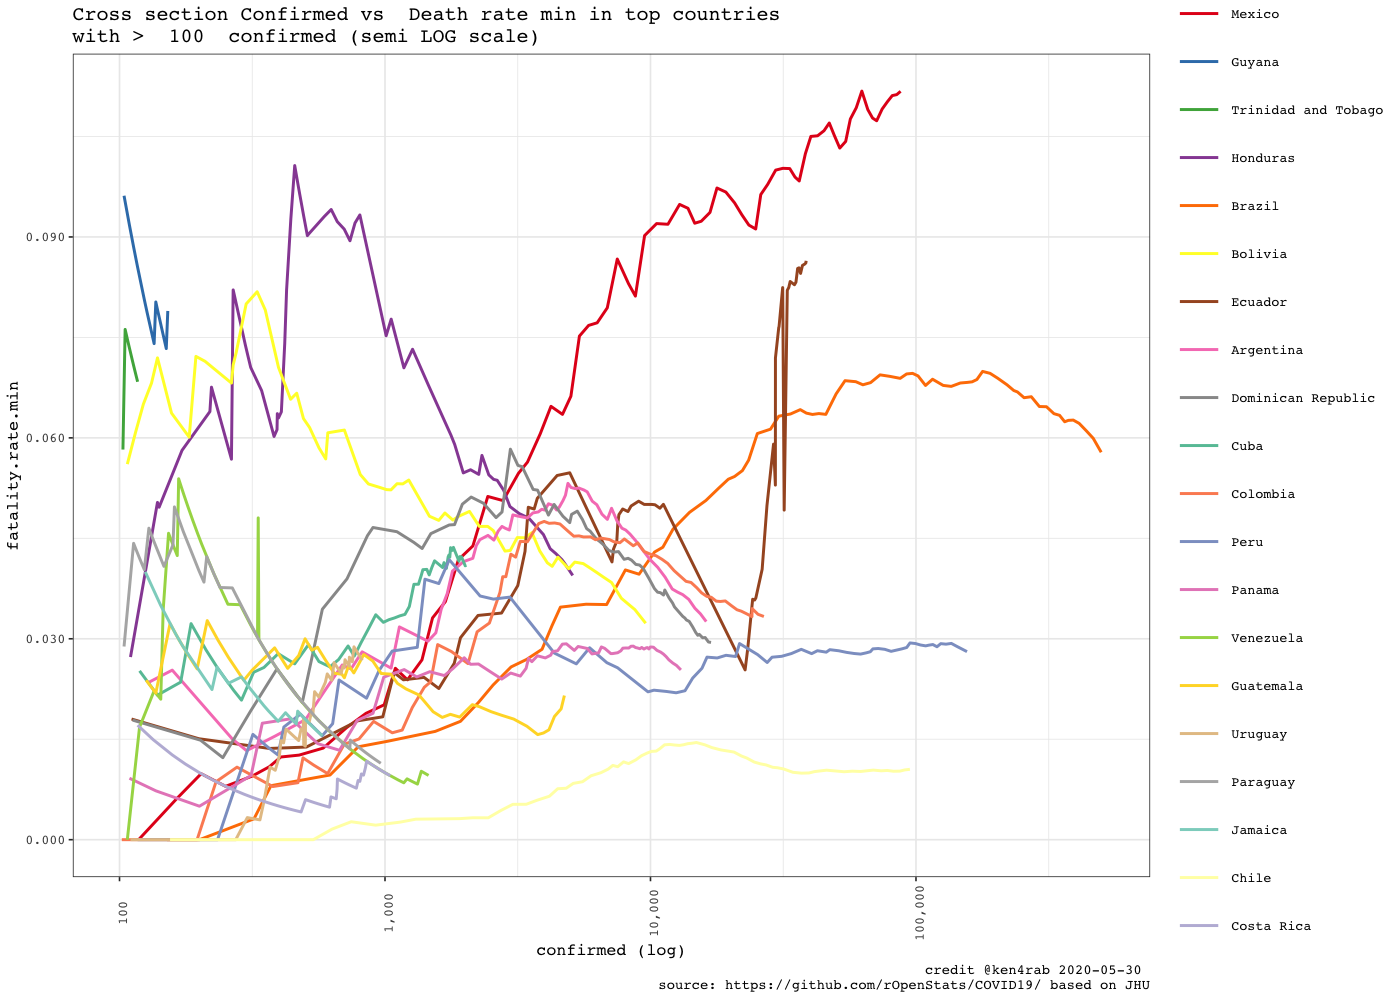 Cross section Confirmed vs  Death rate min in top countries
with >  100  confirmed (semi LOG scale)
fatality.rate.min
0.090
0.060
0.030
0.000
100
1,000
10,000
100,000
confirmed (log)
Mexico
Guyana
Trinidad and Tobago
Honduras
Brazil
Bolivia
Ecuador
Argentina
Dominican Republic
Cuba
Colombia
Peru
Panama
Venezuela
Guatemala
Uruguay
Paraguay
Jamaica
Chile
Costa Rica
credit @ken4rab 2020-05-30
source: https://github.com/rOpenStats/COVID19/ based on JHU